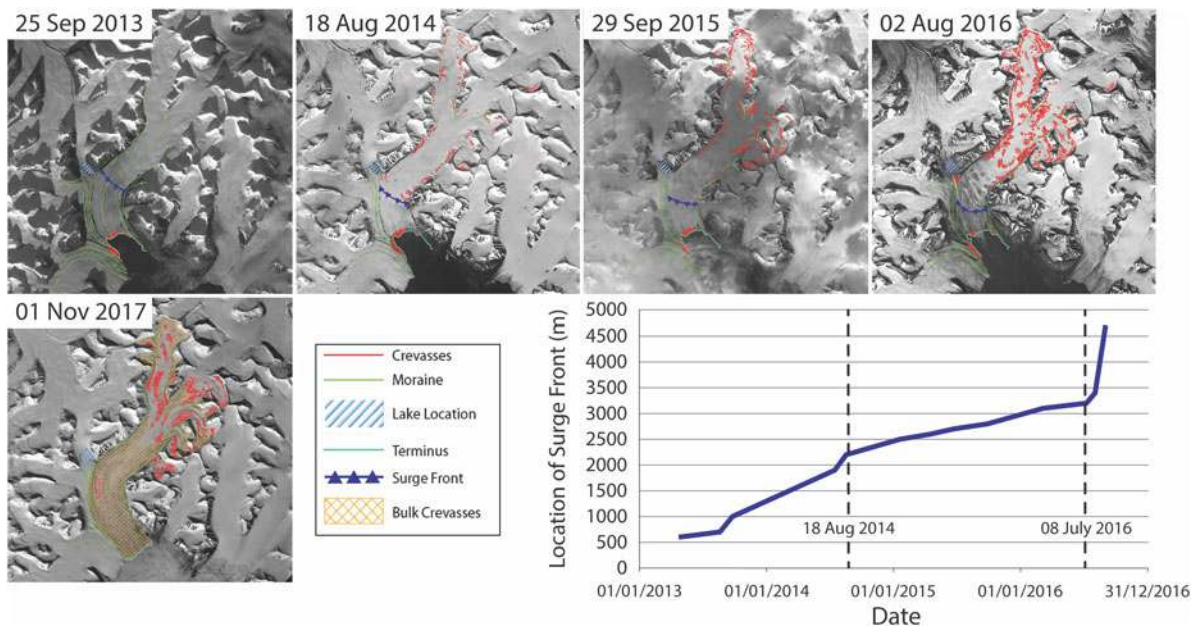 25 Sep 2013
18 Aug 2014
29 Sep 2015
02 Aug 2016
01 Nov 2017
Crevasses
Moraine
Lake Location
Terminus
Surge Front
Bulk Crevasses
Location of Surge Front (m)
5000
4500
4000
3500
3000
2500
2000
1500
1000
500
0
18 Aug 2014
08 July 2016
01/01/2013
01/01/2014
01/01/2015
01/01/2016
31/12/2016
Date